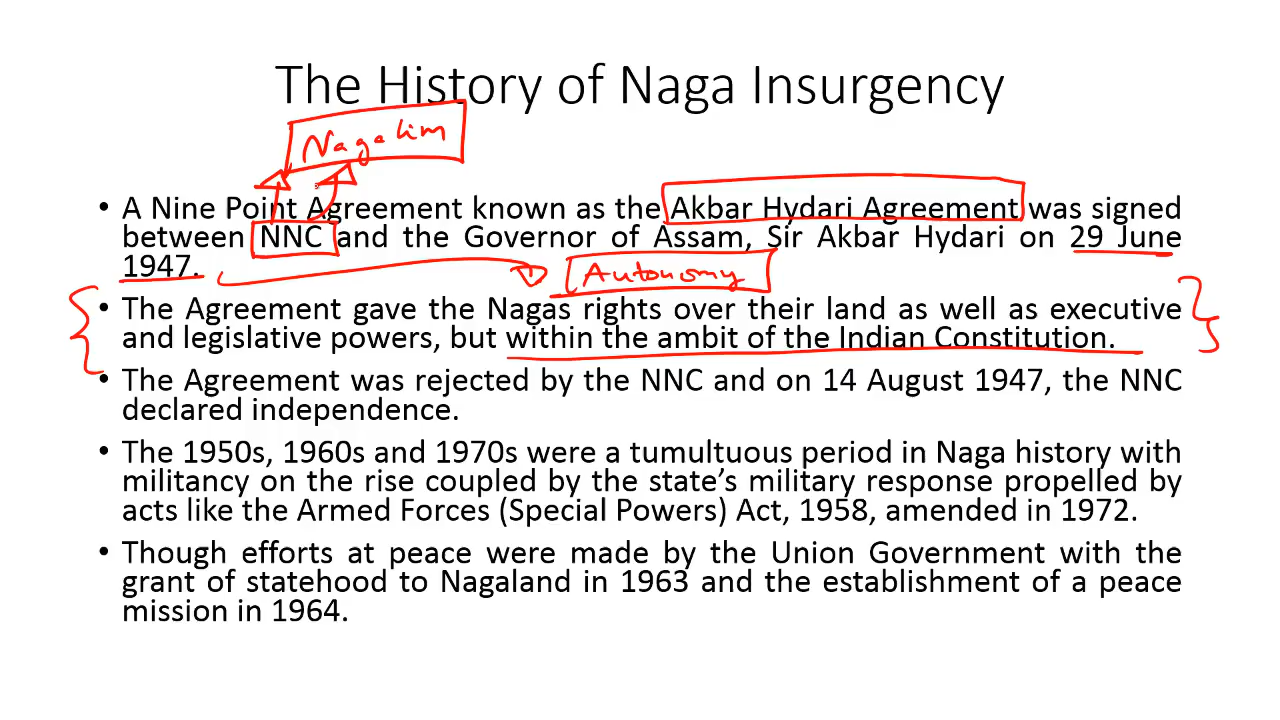 The History of Naga Insurgency
Nagalim
• A Nine Point Agreement known as the Akbar Hydari Agreement was signed
between NNC and the Governor of Assam, Sir Akbar Hydari on 29 June
1947.
Autonomy
• The Agreement gave the Nagas rights over their land as well as executive
and legislative powers, but within the ambit of the Indian Constitution.
• The Agreement was rejected by the NNC and on 14 August 1947, the NNC
declared independence.
• The 1950s, 1960s and 1970s were a tumultuous period in Naga history with
militancy on the rise coupled by the state’s military response propelled by
acts like the Armed Forces (Special Powers) Act, 1958, amended in 1972.
• Though efforts at peace were made by the Union Government with the
grant of statehood to Nagaland in 1963 and the establishment of a peace
mission in 1964.